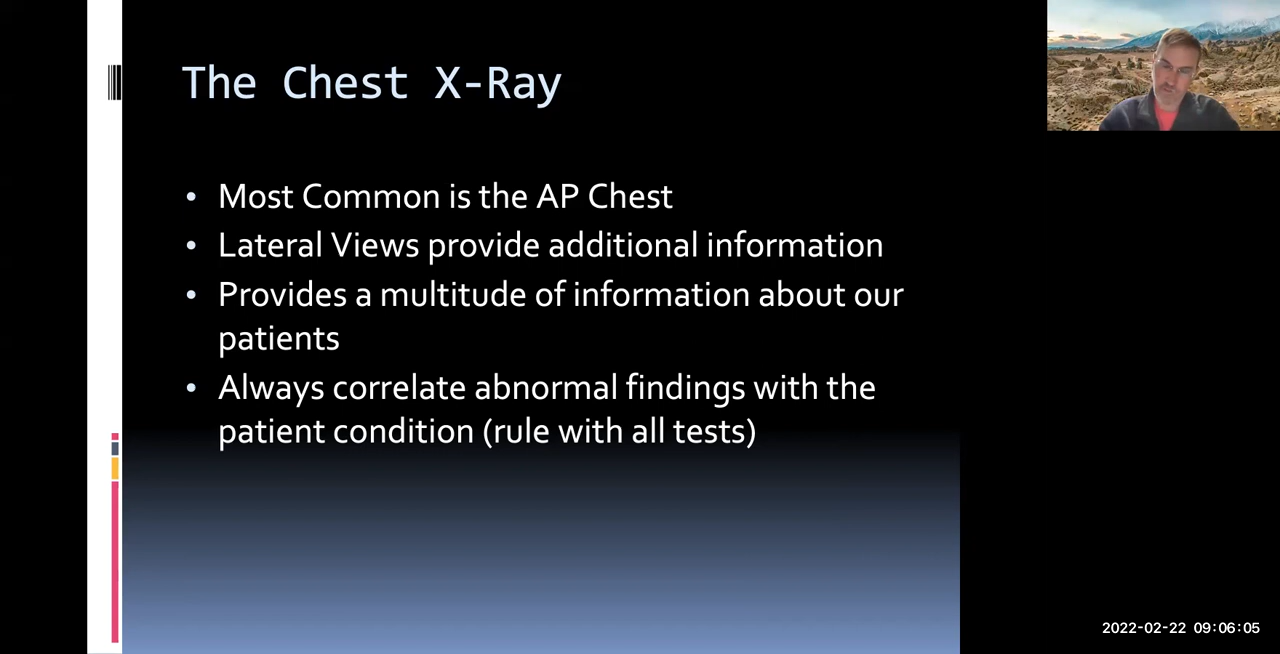 The Chest X-Ray
• Most Common is the AP Chest
• Lateral Views provide additional information
• Provides a multitude of information about our
patients
• Always correlate abnormal findings with the
patient condition (rule with all tests)
2022-02-22 09:06:05